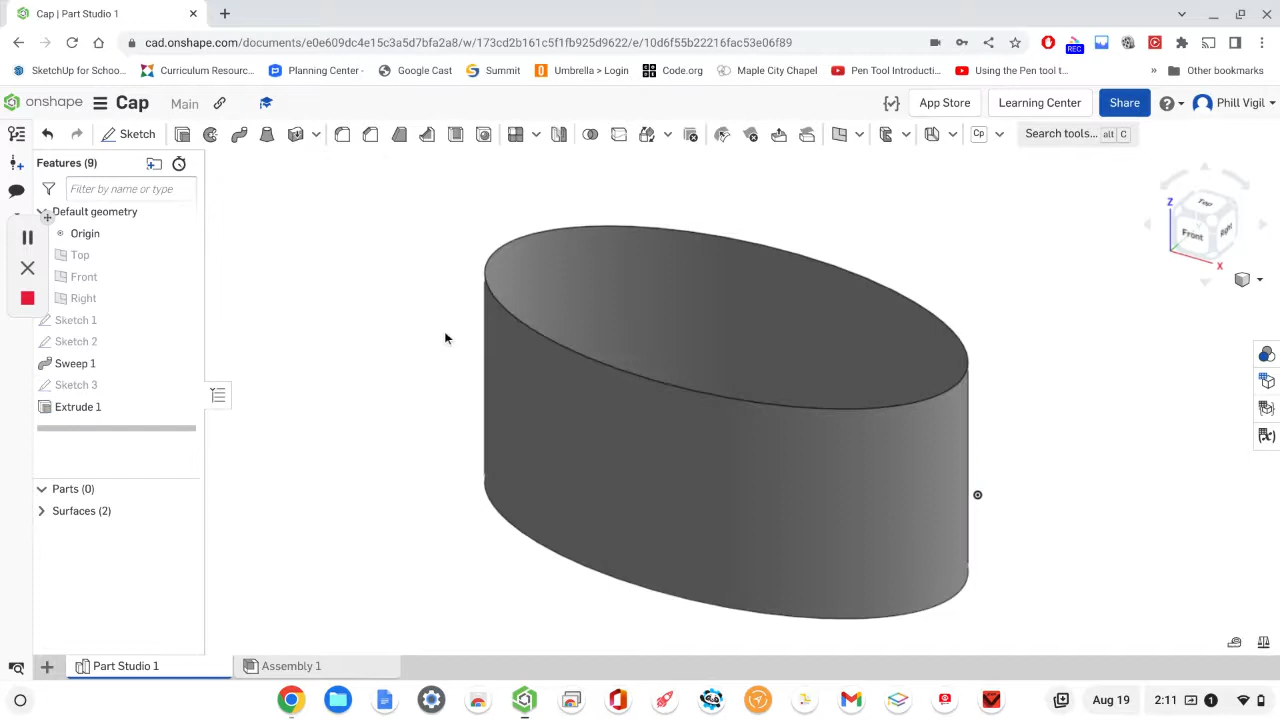 Cap | Part Studio 1
cad.onshape.com/documents/e0e609dc4a5c3a5d7bfa2af/w/173cd2b161c5f1fb925d9622/e/10d6f55b22216fac53e06f89
REC
SketchUp for Schoo... Curriculum Resourc... Planning Center - Google Cast Summit Umbrella > Login Code.org Maple City Chapel Pen Tool Introducti... Using the Pen tool t... » Other bookmarks
onshape Cap Main App Store Learning Center Share Phill Vigil
Sketch Cp Search tools... alt C
Features (9)
Filter by name or type
Default geometry
Origin
Top
Front
Right
Sketch 1
Sketch 2
Sweep 1
Sketch 3
Extrude 1
Parts (0)
Surfaces (2)
Z
Top
Front
Right
X
Part Studio 1 Assembly 1
Aug 19 2:11 1